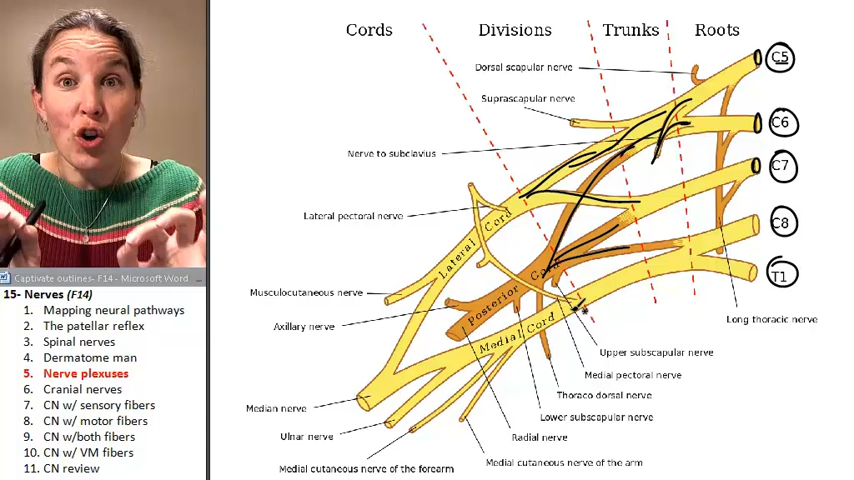 Cords
Divisions
Trunks
Roots
Dorsal scapular nerve
C5
Suprascapular nerve
C6
Nerve to subclavius
C7
Lateral pectoral nerve
Lateral Cord
C8
T1
Musculocutaneous nerve
Posterior Cord
Axillary nerve
Long thoracic nerve
Medial Cord
Upper subscapular nerve
Medial pectoral nerve
Thoraco dorsal nerve
Median nerve
Lower subscapular nerve
Ulnar nerve
Radial nerve
Medial cutaneous nerve of the forearm
Medial cutaneous nerve of the arm
Captivate outlines- F14 - Microsoft Word
15- Nerves (F14)
1. Mapping neural pathways
2. The patellar reflex
3. Spinal nerves
4. Dermatome man
5. Nerve plexuses
6. Cranial nerves
7. CN w/ sensory fibers
8. CN w/ motor fibers
9. CN w/both fibers
10. CN w/ VM fibers
11. CN review